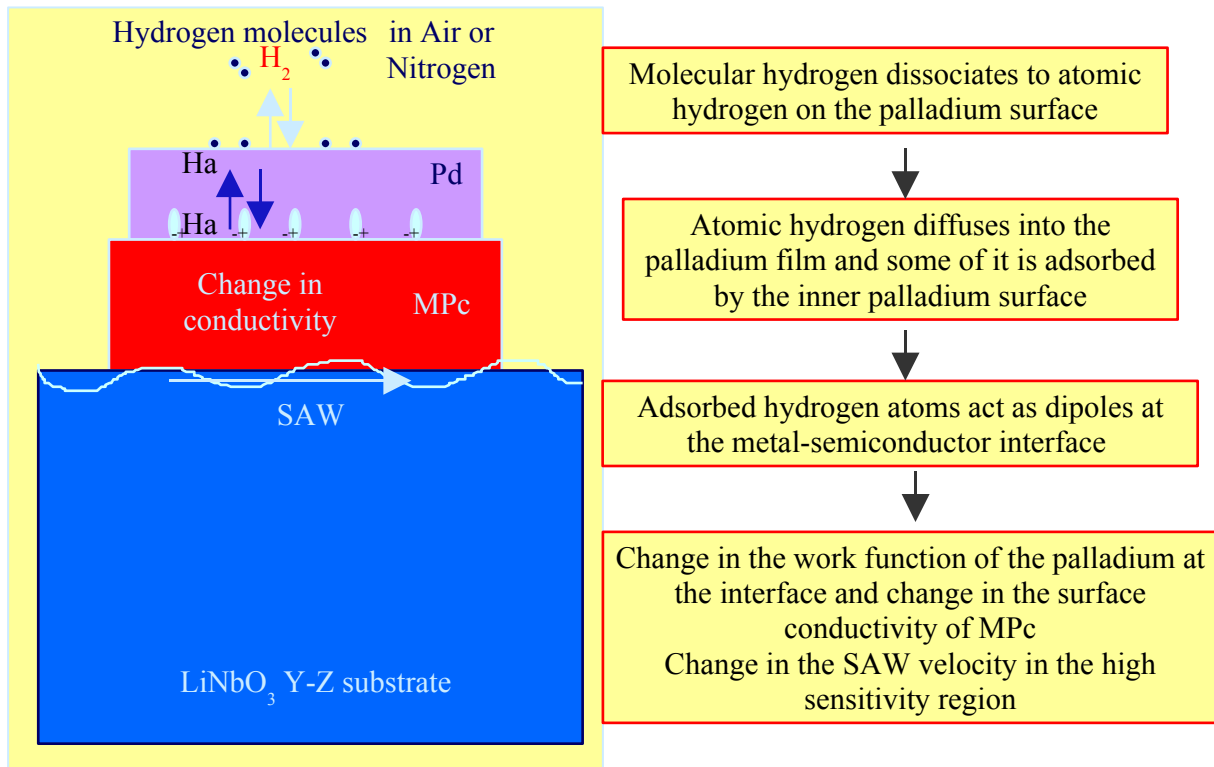 Hydrogen molecules in Air or
H2 Nitrogen
Ha
Pd
Ha
-+ -+ -+ -+ -+
Change in
conductivity
MPc
SAW
LiNbO3 Y-Z substrate
Molecular hydrogen dissociates to atomic
hydrogen on the palladium surface
Atomic hydrogen diffuses into the
palladium film and some of it is adsorbed
by the inner palladium surface
Adsorbed hydrogen atoms act as dipoles at
the metal-semiconductor interface
Change in the work function of the palladium at
the interface and change in the surface
conductivity of MPc
Change in the SAW velocity in the high
sensitivity region